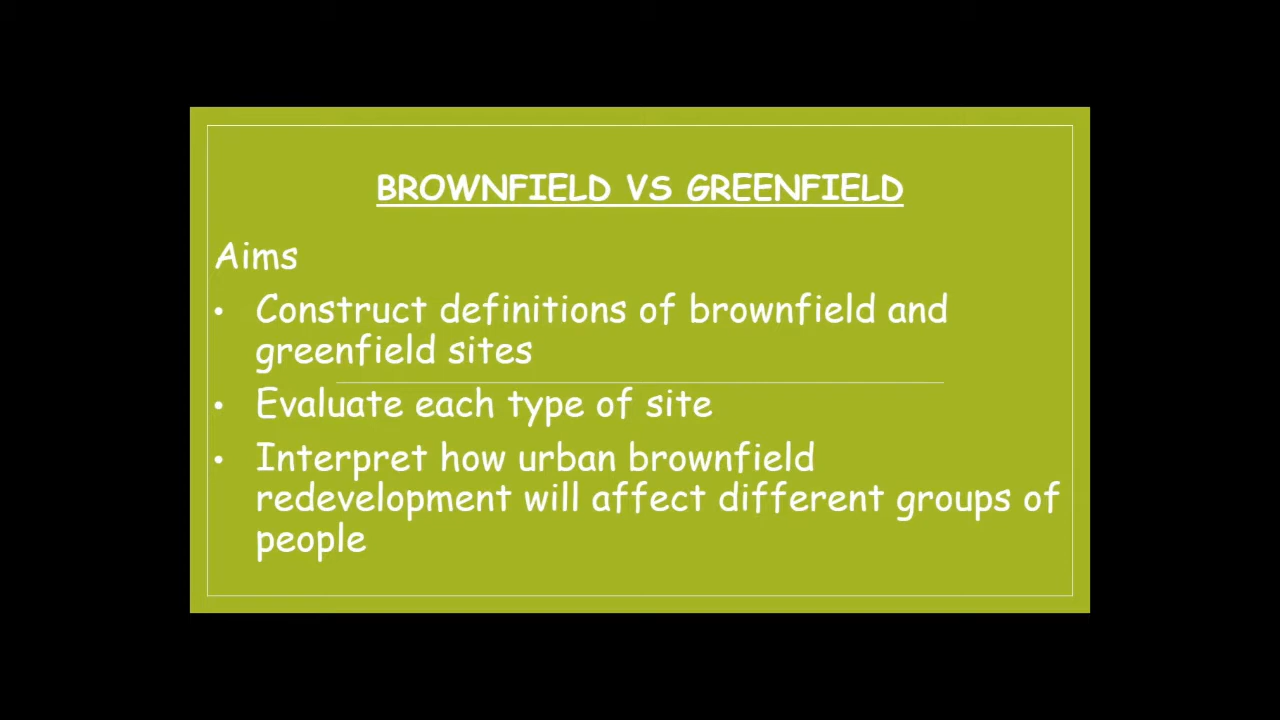 BROWNFIELD VS GREENFIELD
Aims
• Construct definitions of brownfield and
greenfield sites
• Evaluate each type of site
• Interpret how urban brownfield
redevelopment will affect different groups of
people